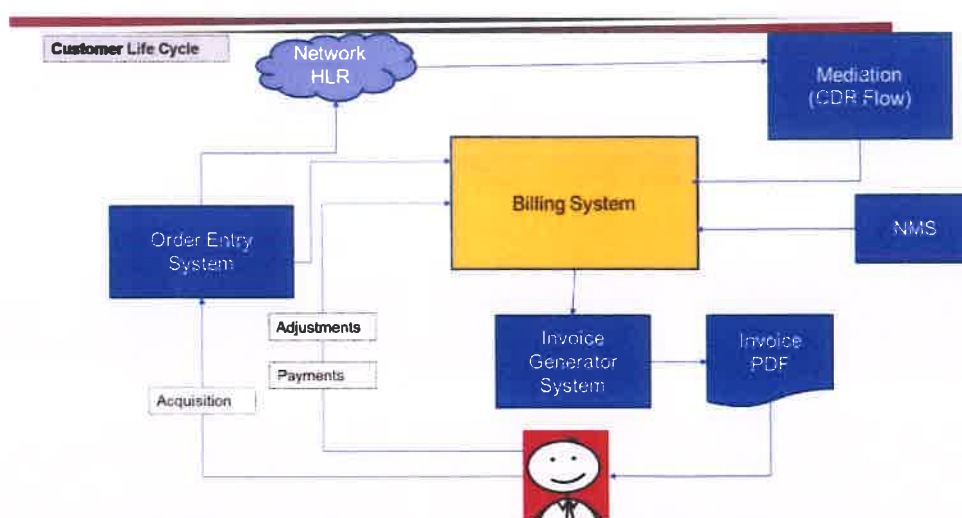 Customer Life Cycle
Network
HLR
Mediation
(CDR Flow)
Billing System
NMS
Order Entry
System
Adjustments
Payments
Acquisition
Invoice
Generator
System
Invoice
PDF